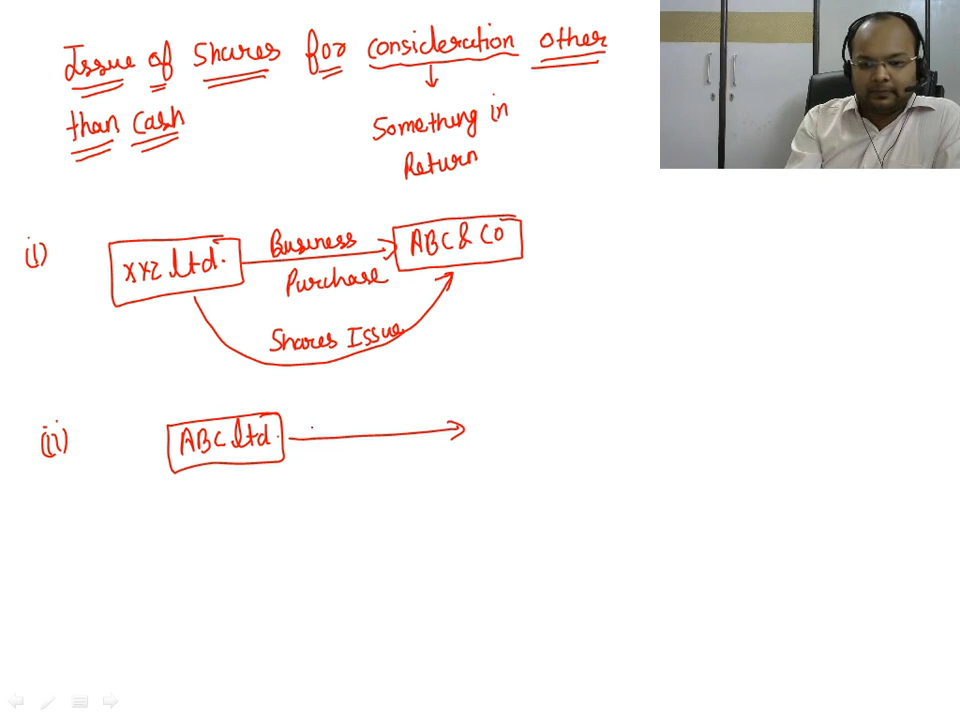 Issue of Shares for consideration other
than cash
Something in
Return
(i)
XYZ ltd.
Business
Purchase
ABC & CO
Shares Issue
(ii)
ABC ltd.